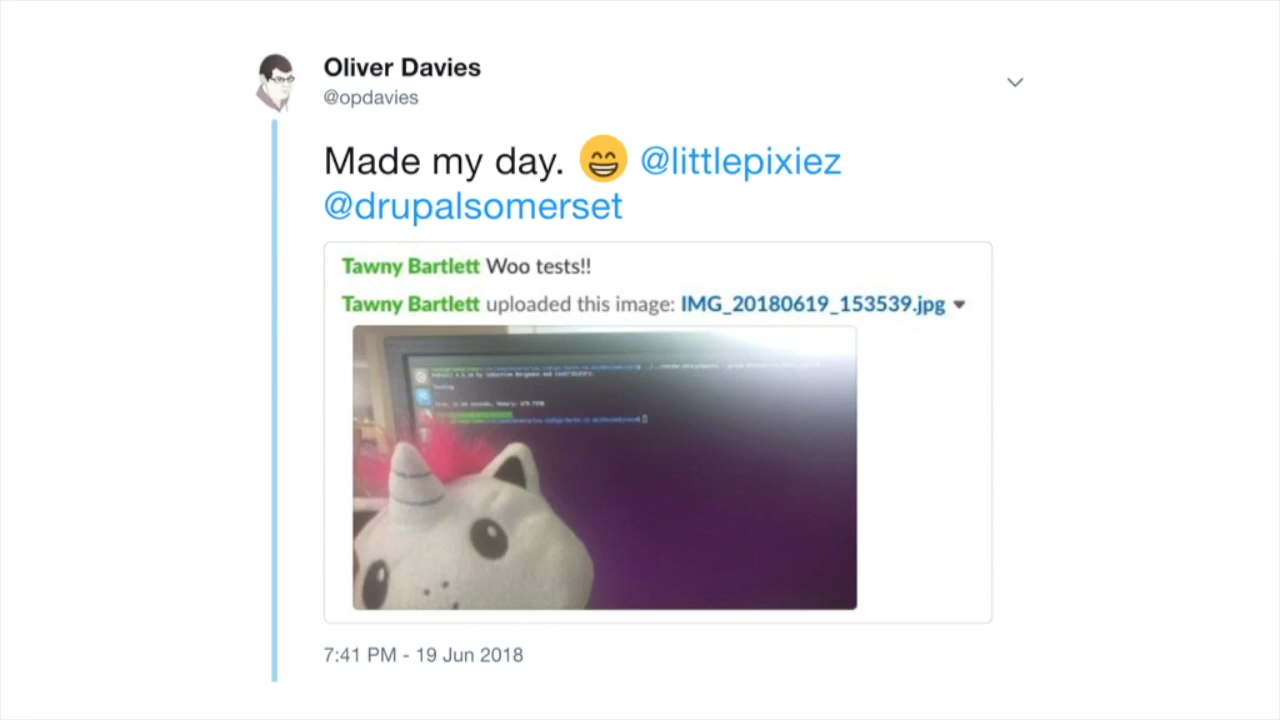 Oliver Davies
@opdavies
Made my day. 😁 @littlepixiez
@drupalsomerset
Tawny Bartlett Woo tests!!
Tawny Bartlett uploaded this image: IMG_20180619_153539.jpg
7:41 PM - 19 Jun 2018